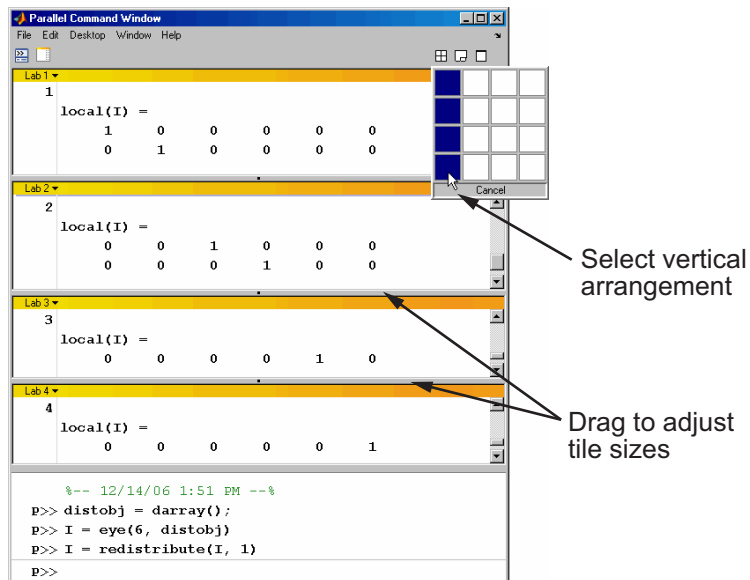 Parallel Command Window
File Edit Desktop Window Help
Lab 1
1
local(I) =
1 0 0 0 0 0
0 1 0 0 0 0
Cancel
Lab 2
2
local(I) =
0 0 1 0 0 0
0 0 0 1 0 0
Select vertical
arrangement
Lab 3
3
local(I) =
0 0 0 0 1 0
Lab 4
4
local(I) =
0 0 0 0 0 1
Drag to adjust
tile sizes
%-- 12/14/06 1:51 PM --%
P>> distobj = darray();
P>> I = eye(6, distobj)
P>> I = redistribute(I, 1)
P>>